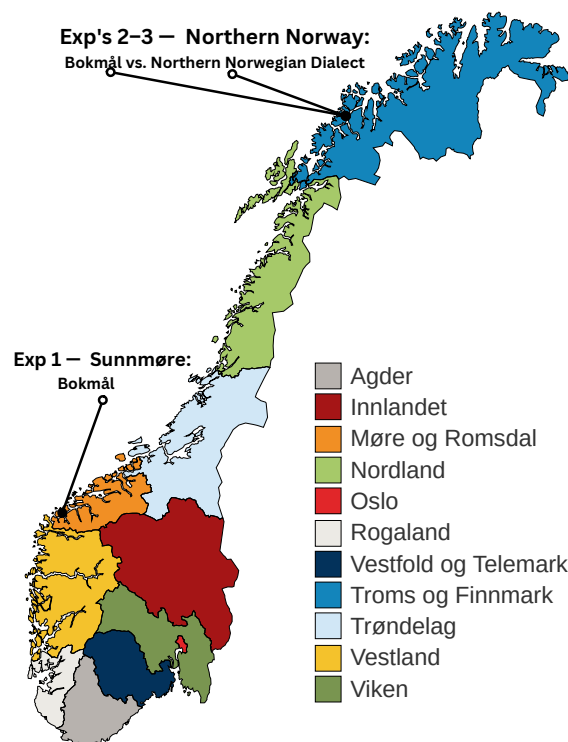 Exp's 2–3 — Northern Norway:
Bokmål vs. Northern Norwegian Dialect
Exp 1 — Sunnmøre:
Bokmål
Agder
Innlandet
Møre og Romsdal
Nordland
Oslo
Rogaland
Vestfold og Telemark
Troms og Finnmark
Trøndelag
Vestland
Viken